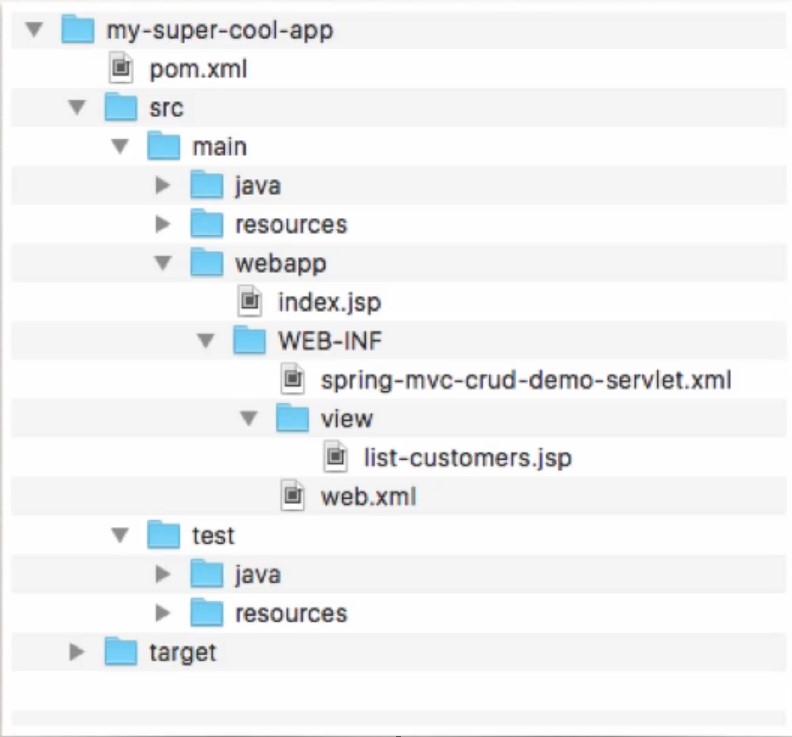 my-super-cool-app
pom.xml
src
main
java
resources
webapp
index.jsp
WEB-INF
spring-mvc-crud-demo-servlet.xml
view
list-customers.jsp
web.xml
test
java
resources
target